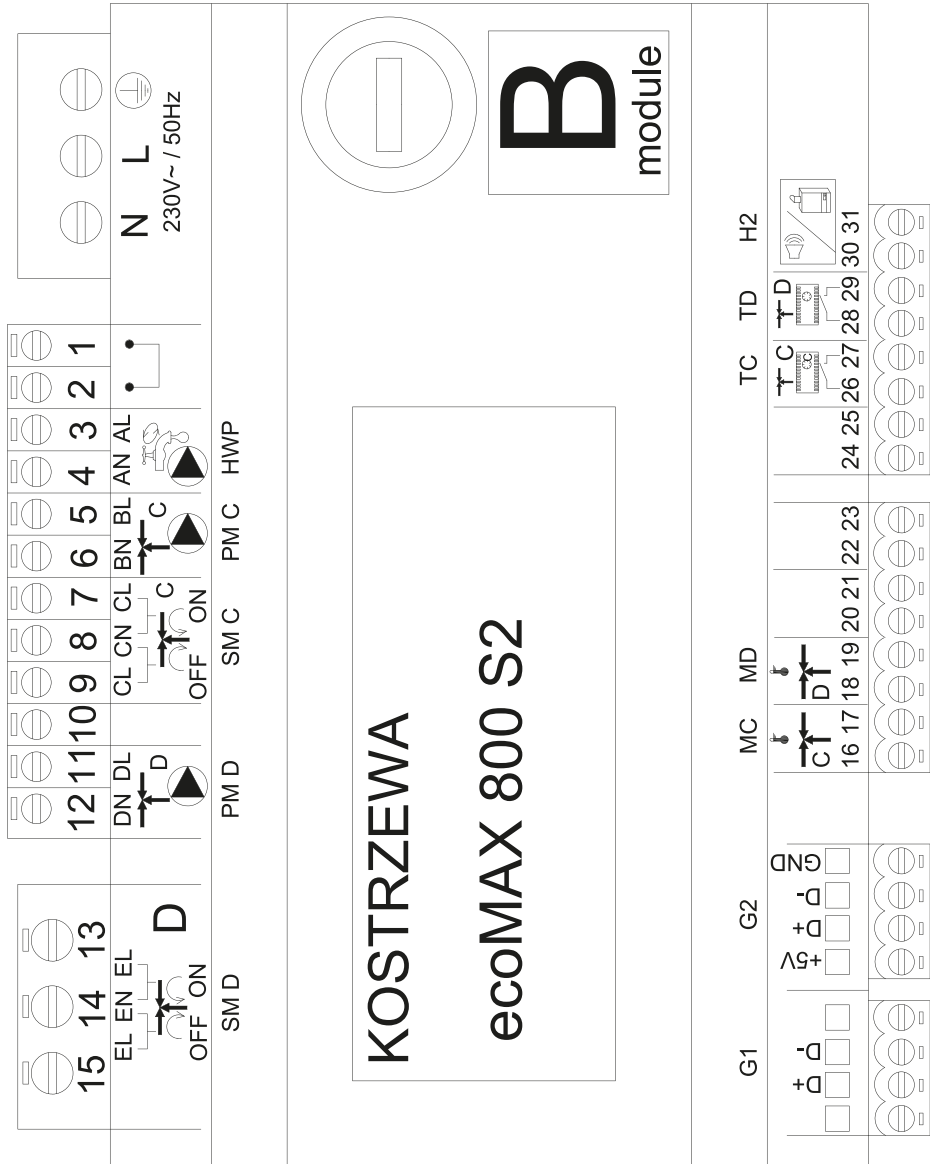 N L
230V~ / 50Hz
B
module
KOSTRZEWA
ecoMAX 800 S2
15 14 13
EL EN EL
D
OFF ON
SM D
12 11 10 9 8 7 6 5 4 3 2 1
DN DL
D
PM D
CL CN CL
C
OFF ON
SM C
BN BL
C
PM C
AN AL
HWP
G1
D+
D-
G2
+5V
D+
D-
GND
MC
C
16 17
MD
D
18 19
20 21
22 23
24 25
TC
C
C
26 27
TD
D
28 29
H2
30 31